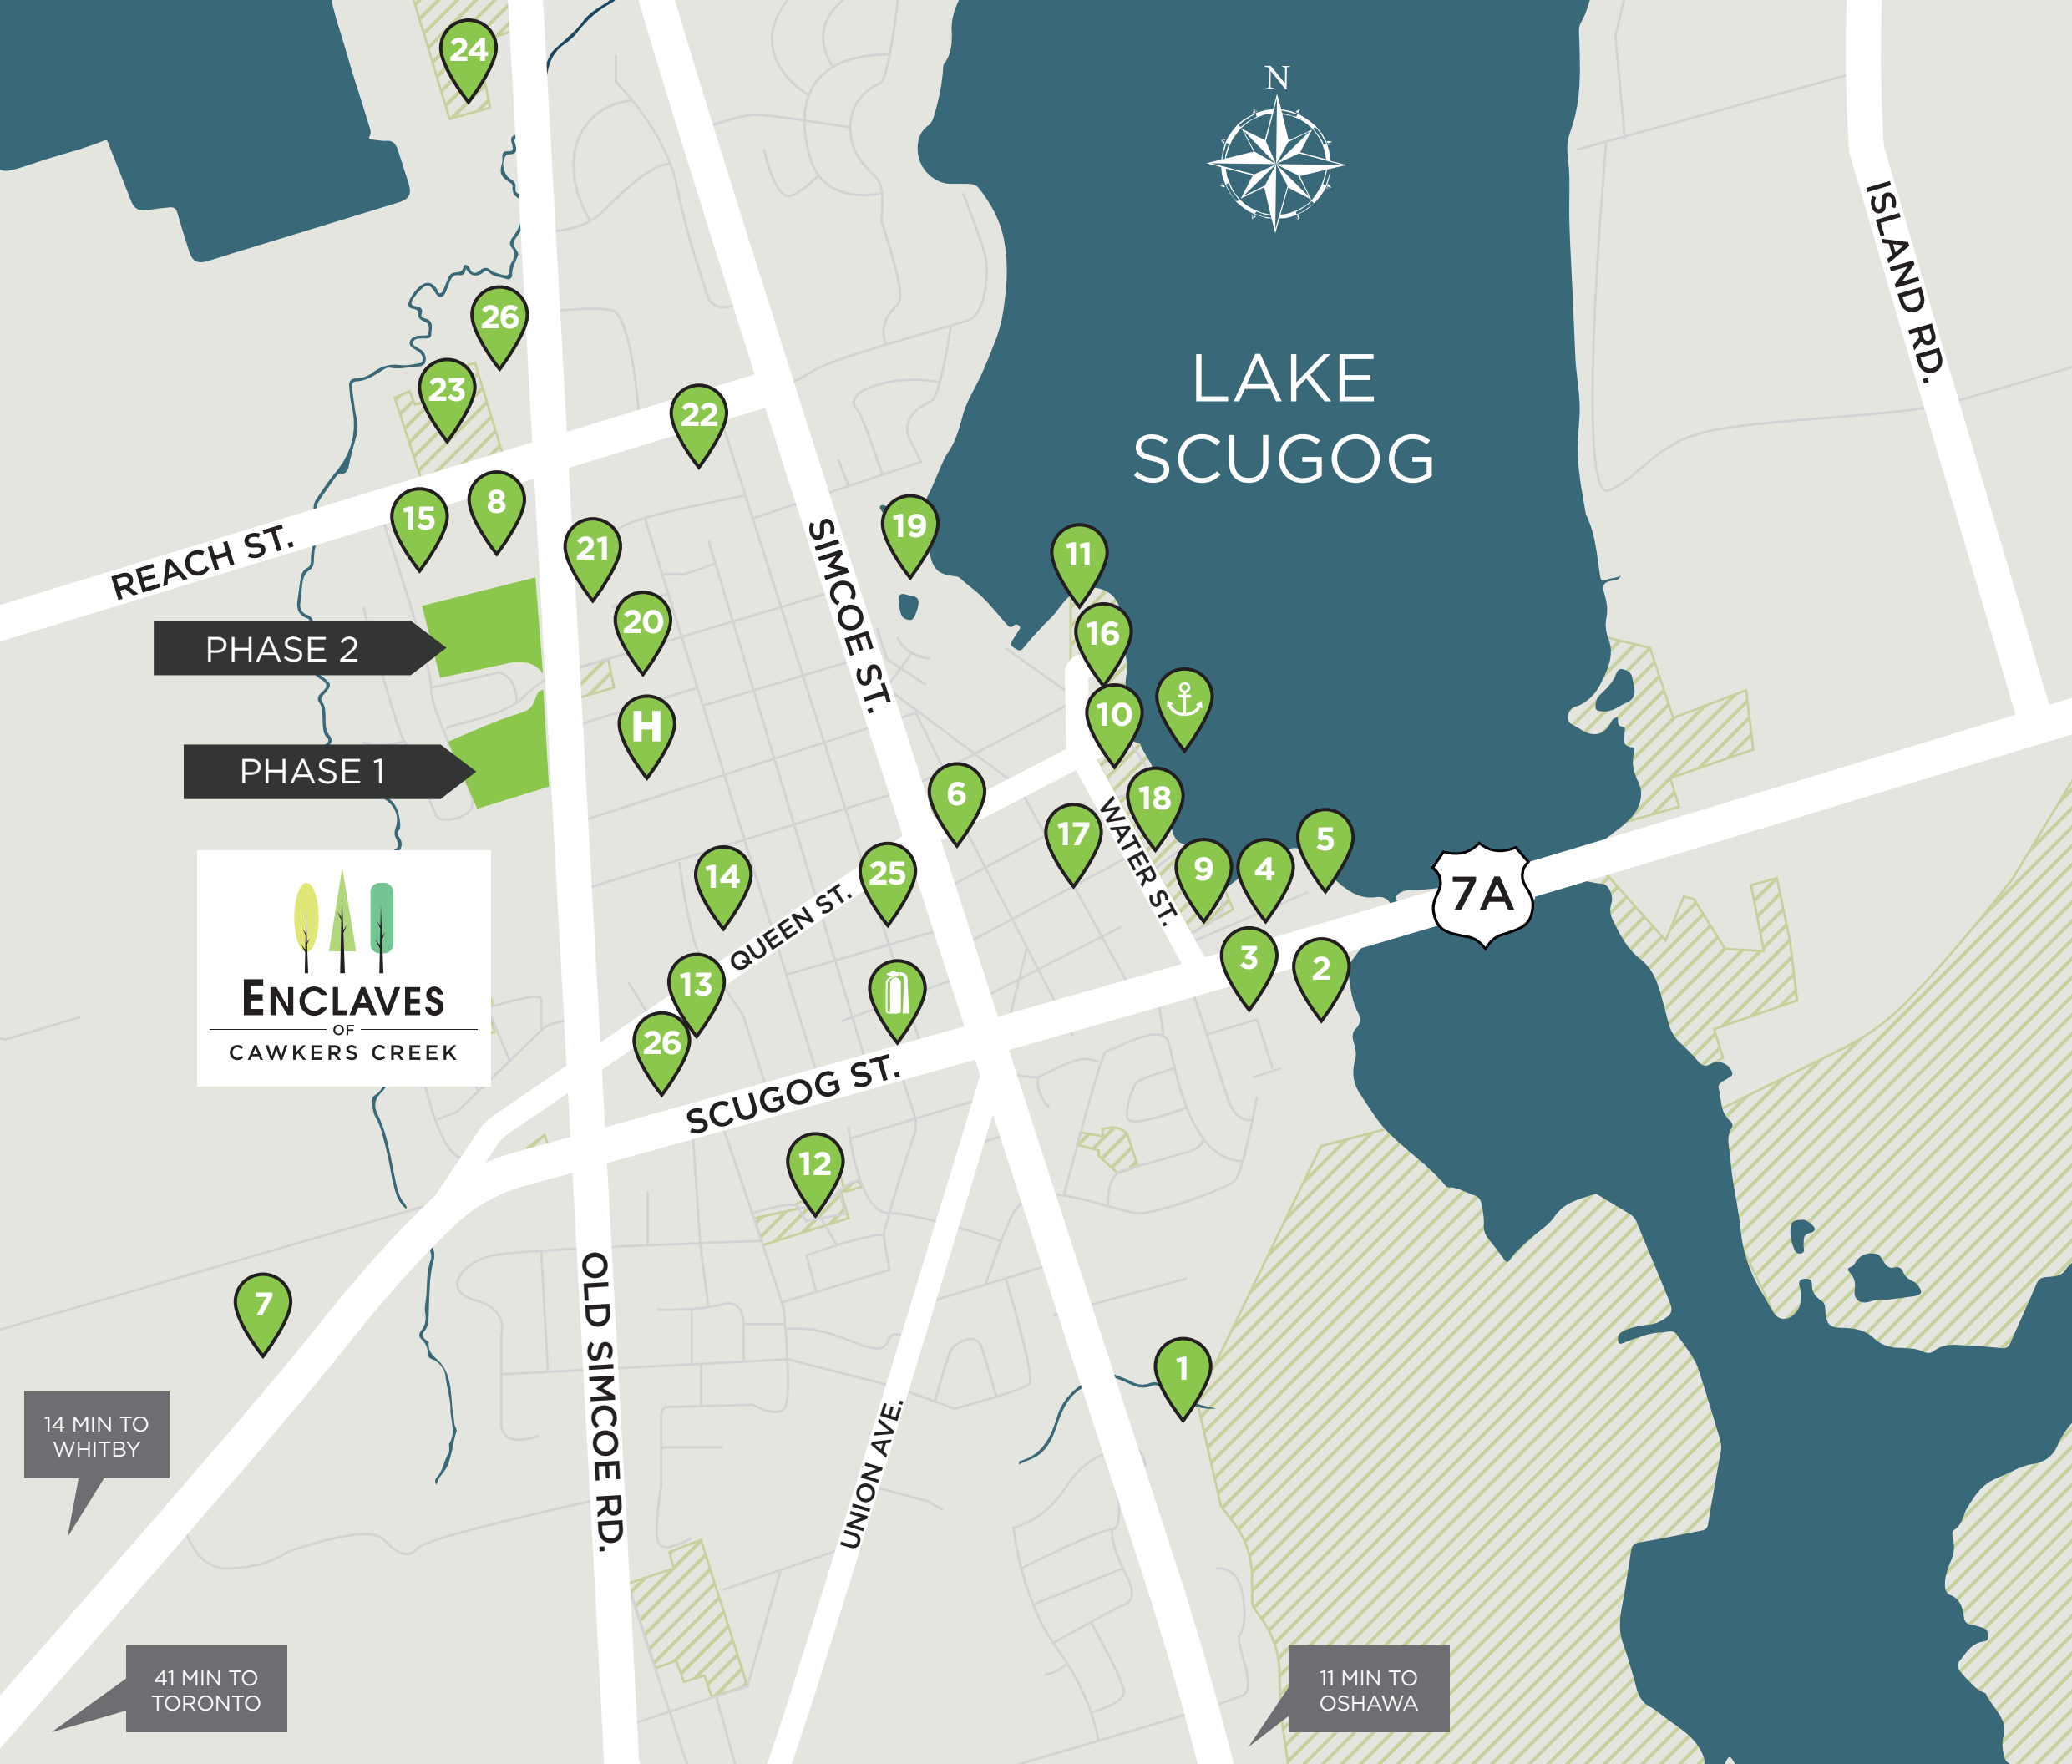 24
N
ISLAND RD.
26
LAKE
SCUGOG
23
22
8
15
19
21
11
REACH ST.
SIMCOE ST.
20
16
PHASE 2
H
10
PHASE 1
6
18
17
WATER ST.
5
14
25
9
4
7A
QUEEN ST.
13
3
2
ENCLAVES
OF
CAWKERS CREEK
26
SCUGOG ST.
12
7
OLD SIMCOE RD.
1
14 MIN TO
WHITBY
UNION AVE.
41 MIN TO
TORONTO
11 MIN TO
OSHAWA